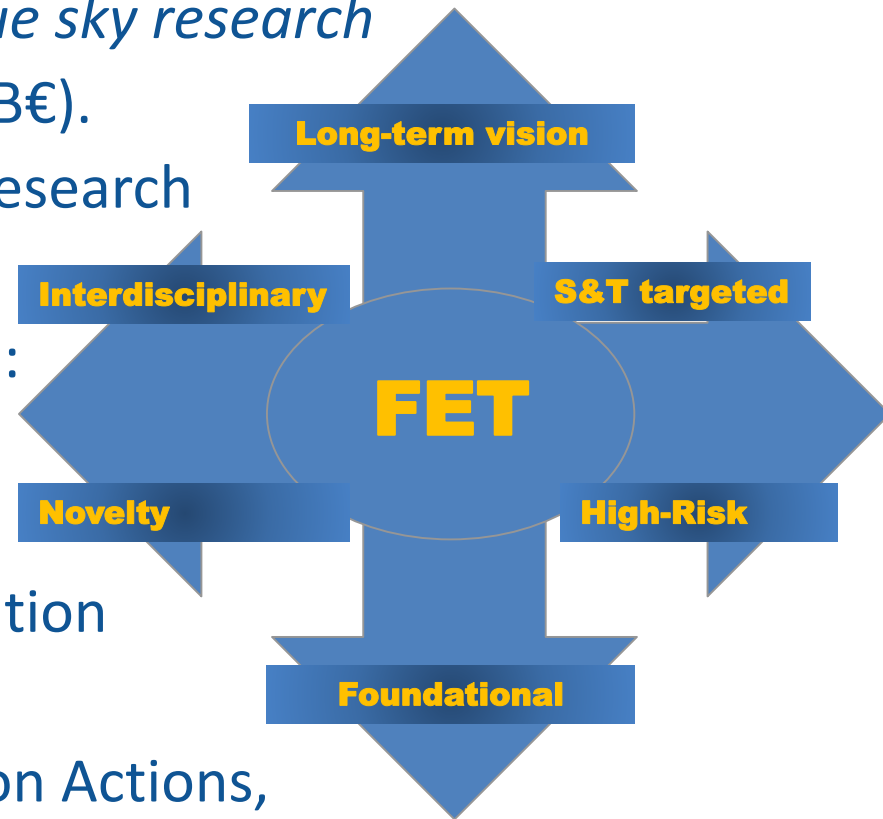 ue sky research
B€).
Long-term vision
esearch
Interdisciplinary
S&T targeted
:
FET
Novelty
High-Risk
tion
Foundational
on Actions,